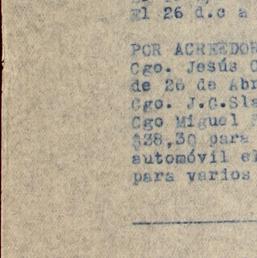 El 26 d.c a
POR ACREEDOR
Cgo. Jesús C
de 26 de Abr
Cgo. J.G.Sla
Cgo Miguel
$38,30 para
automóvil el
para varios